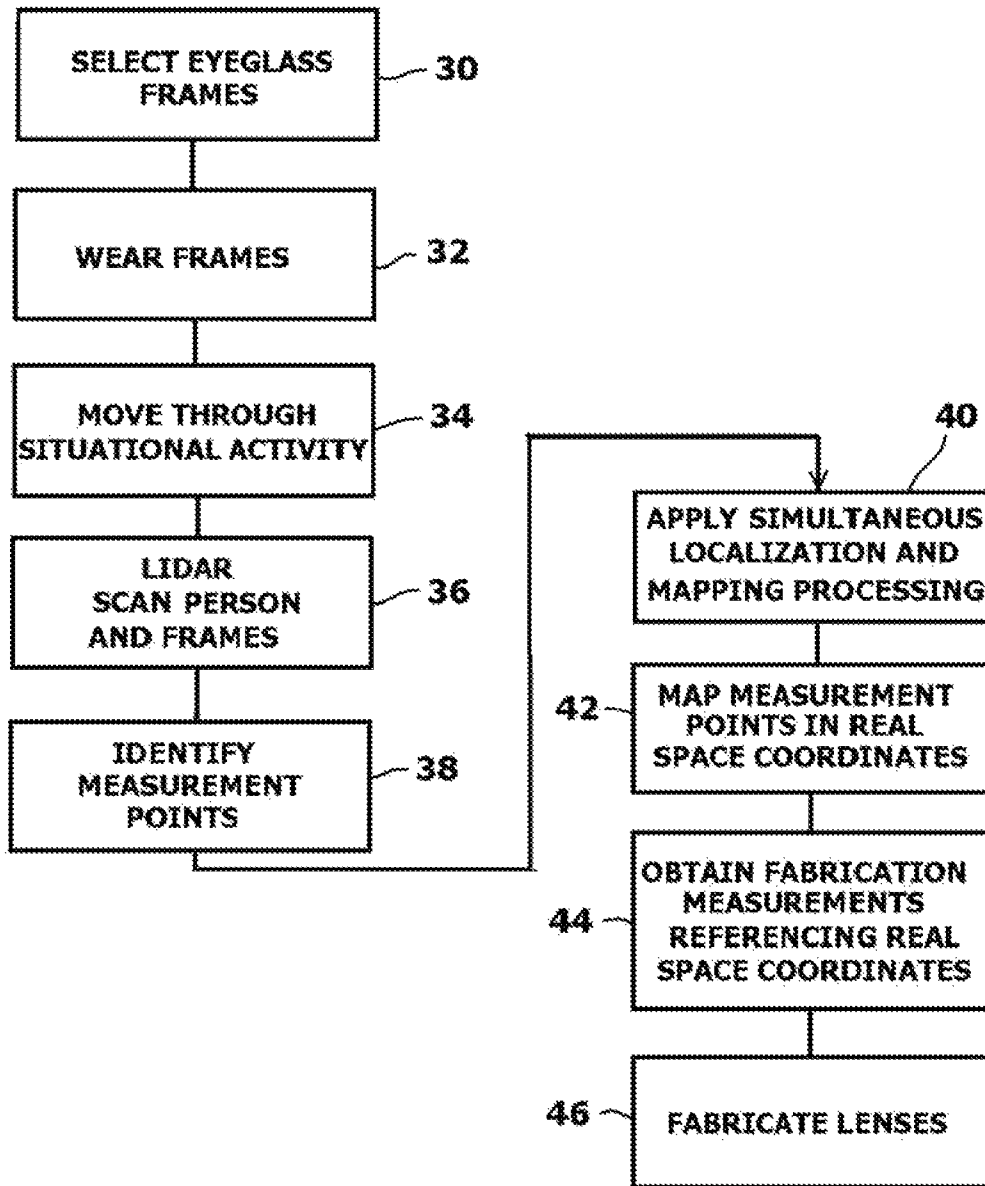 SELECT EYEGLASS
FRAMES
30
WEAR FRAMES
32
MOVE THROUGH
SITUATIONAL ACTIVITY
34
LIDAR
SCAN PERSON
AND FRAMES
36
IDENTIFY
MEASUREMENT
POINTS
38
40
APPLY SIMULTANEOUS
LOCALIZATION AND
MAPPING PROCESSING
42
MAP MEASUREMENT
POINTS IN REAL
SPACE COORDINATES
44
OBTAIN FABRICATION
MEASUREMENTS
REFERENCING REAL
SPACE COORDINATES
46
FABRICATE LENSES